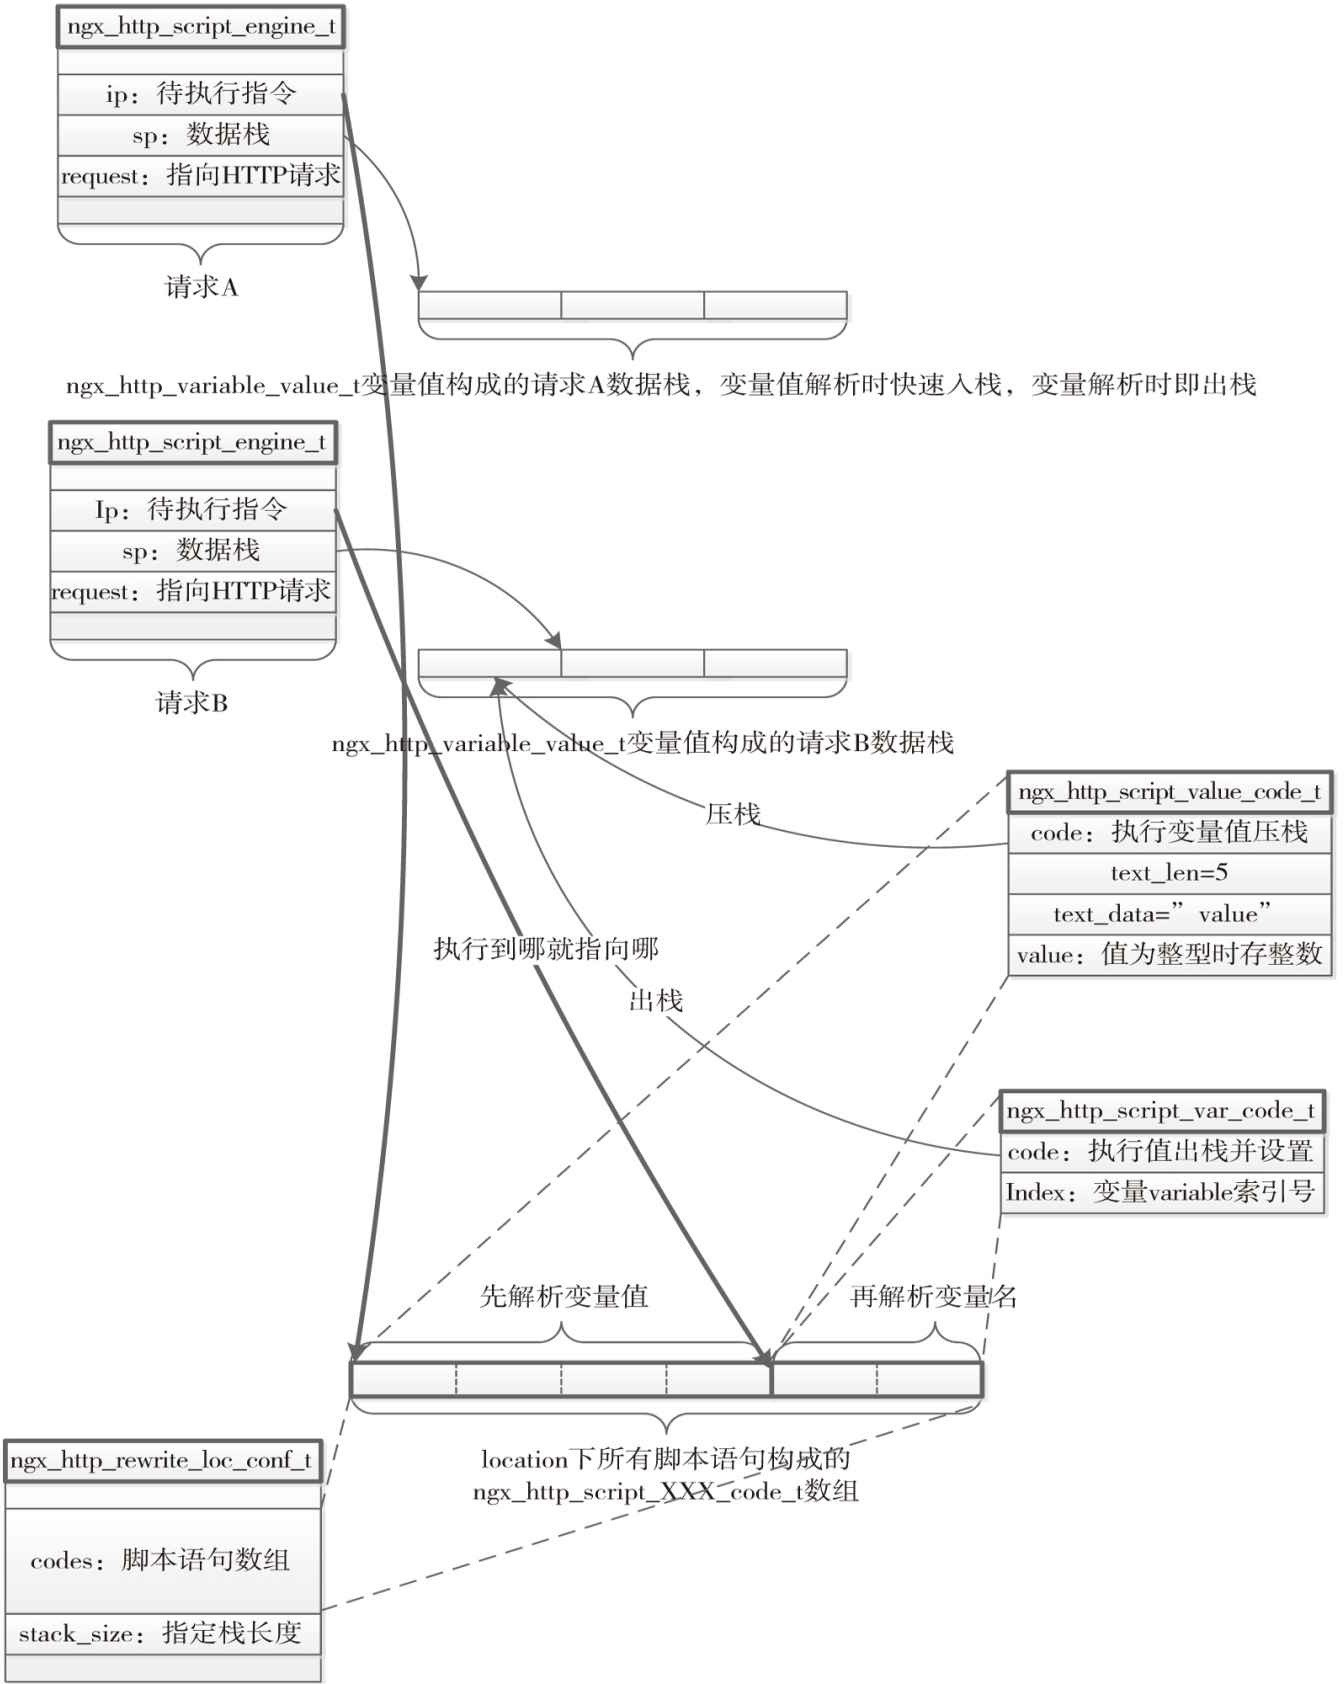 ngx_http_script_engine_t
ip：待执行指令
sp：数据栈
request：指向HTTP请求
请求A
ngx_http_variable_value_t变量值构成的请求A数据栈，变量值解析时快速入栈，变量解析时即出栈
ngx_http_script_engine_t
Ip：待执行指令
sp：数据栈
request：指向HTTP请求
请求B
ngx_http_variable_value_t变量值构成的请求B数据栈
ngx_http_script_value_code_t
code：执行变量值压栈
text_len=5
text_data=”value”
value：值为整型时存整数
压栈
执行到哪就指向哪
出栈
ngx_http_script_var_code_t
code：执行值出栈并设置
Index：变量variable索引号
先解析变量值
再解析变量名
location下所有脚本语句构成的
ngx_http_script_XXX_code_t数组
ngx_http_rewrite_loc_conf_t
codes：脚本语句数组
stack_size：指定栈长度